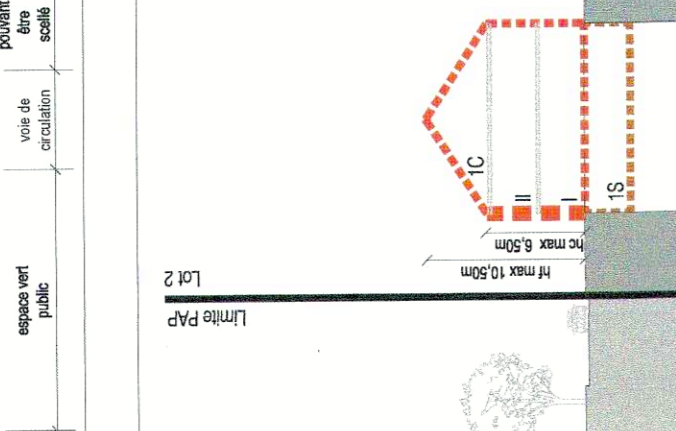 pouvant
être
scellé
voie de
circulation
espace vert
public
1C
II
I
1S
hc max 6,50m
hf max 10,50m
Lot 2
Limite PAP